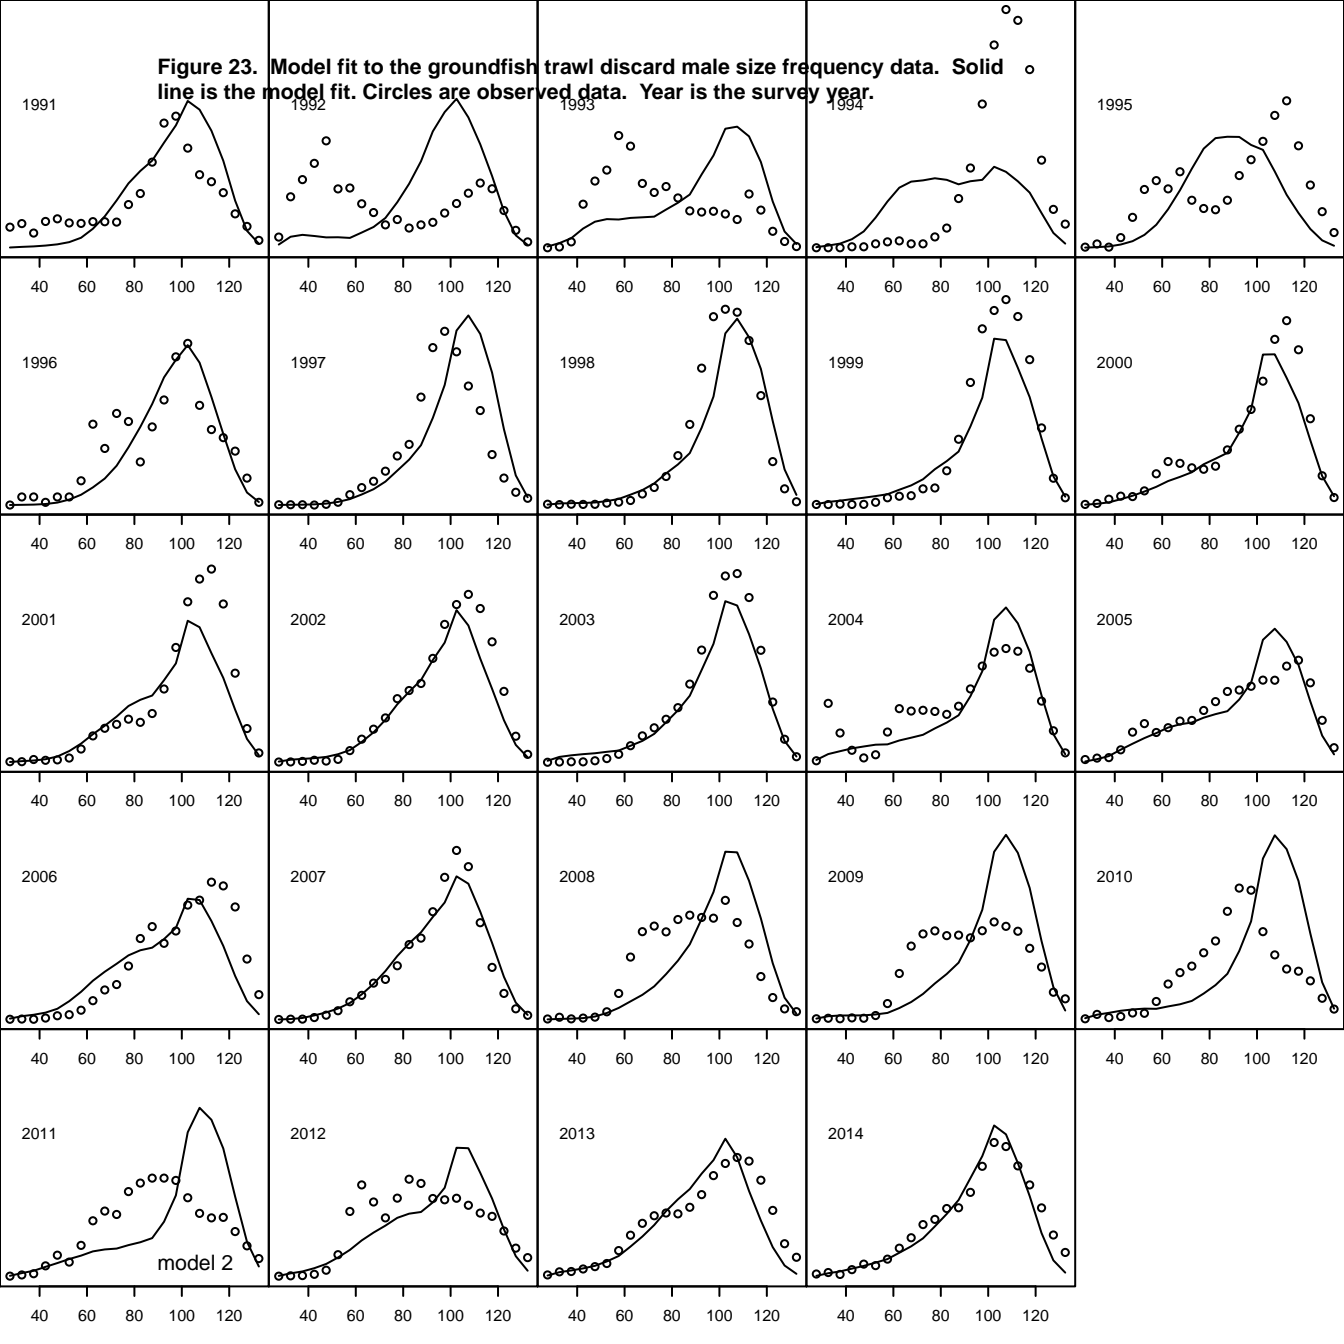 Figure 23.  Model fit to the groundfish trawl discard male size frequency data.  Solid
line is the model fit. Circles are observed data.  Year is the survey year.
1991 1992 1993 1994 1995
40 60 80 100 120 40 60 80 100 120 40 60 80 100 120 40 60 80 100 120 40 60 80 100 120
1996 1997 1998 1999 2000
40 60 80 100 120 40 60 80 100 120 40 60 80 100 120 40 60 80 100 120 40 60 80 100 120
2001 2002 2003 2004 2005
40 60 80 100 120 40 60 80 100 120 40 60 80 100 120 40 60 80 100 120 40 60 80 100 120
2006 2007 2008 2009 2010
40 60 80 100 120 40 60 80 100 120 40 60 80 100 120 40 60 80 100 120 40 60 80 100 120
2011 2012 2013 2014
model 2
40 60 80 100 120 40 60 80 100 120 40 60 80 100 120 40 60 80 100 120